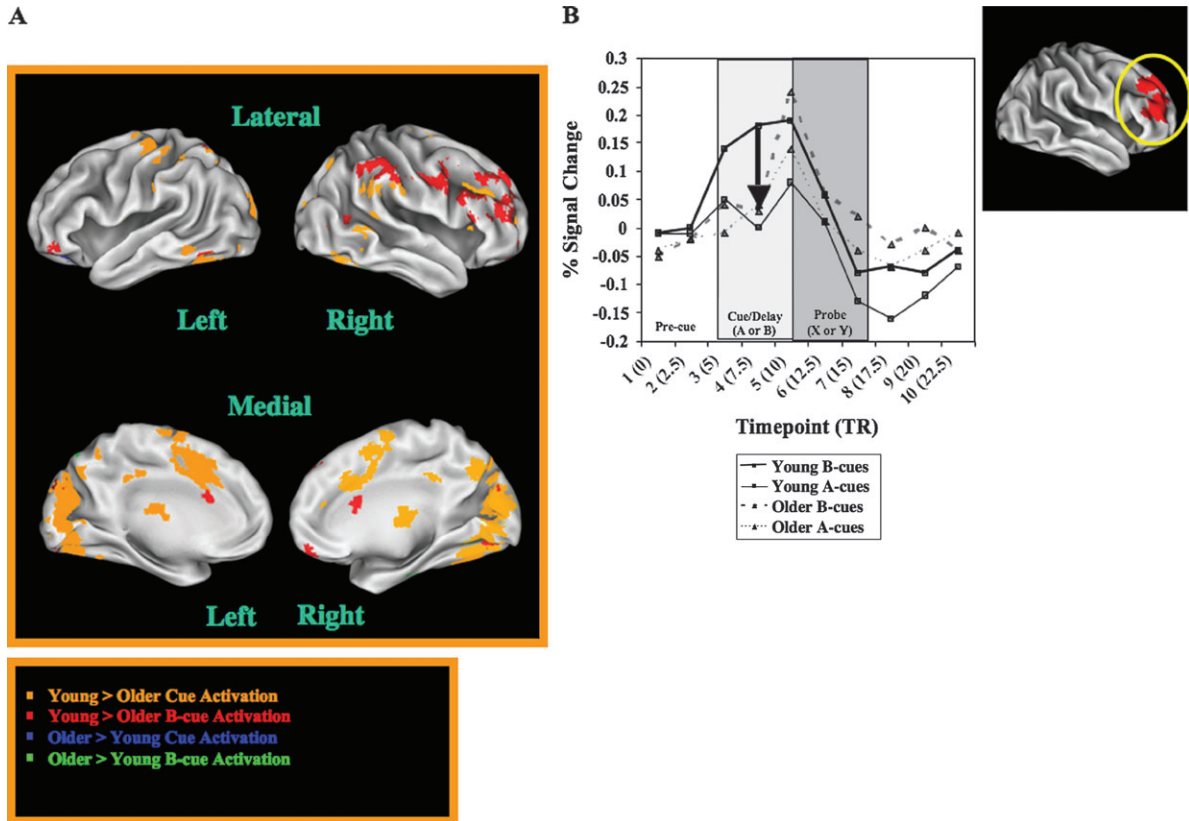 A
Lateral
Left Right
Medial
Left Right
Young > Older Cue Activation
Young > Older B-cue Activation
Older > Young Cue Activation
Older > Young B-cue Activation
B
% Signal Change
0.3
0.25
0.2
0.15
0.1
0.05
0
-0.05
-0.1
-0.15
-0.2
Pre-cue
Cue/Delay
(A or B)
Probe
(X or Y)
1 (0)
2 (2.5)
3 (5)
4 (7.5)
5 (10)
6 (12.5)
7 (15)
8 (17.5)
9 (20)
10 (22.5)
Timepoint (TR)
Young B-cues
Young A-cues
Older B-cues
Older A-cues